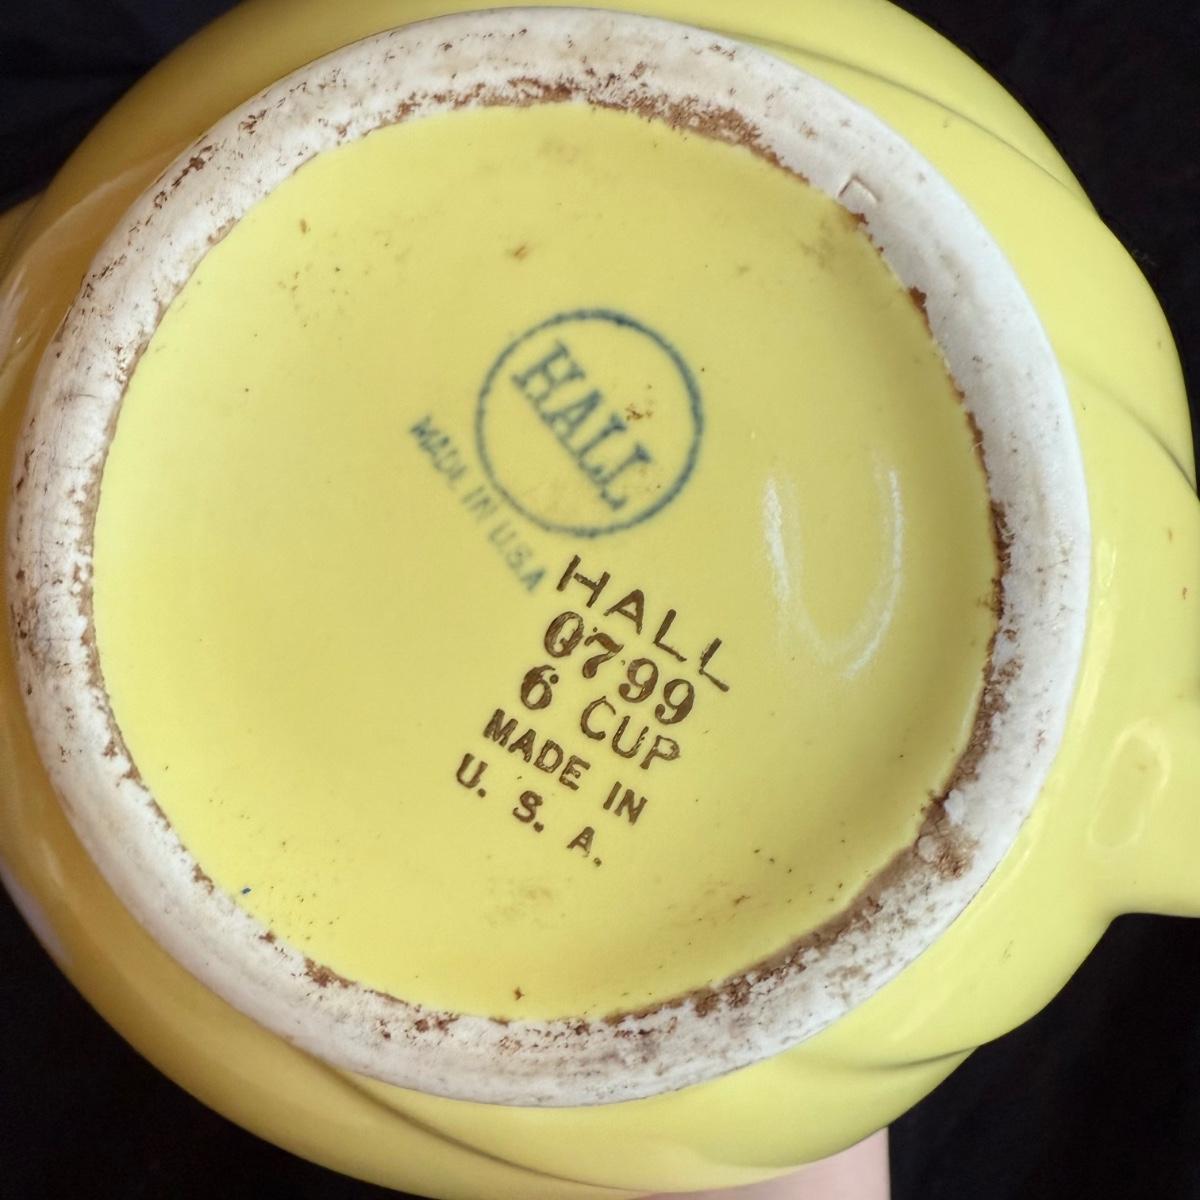 HALL
MADE IN U.S.A
HALL
0799
6 CUP
MADE IN
U. S. A.